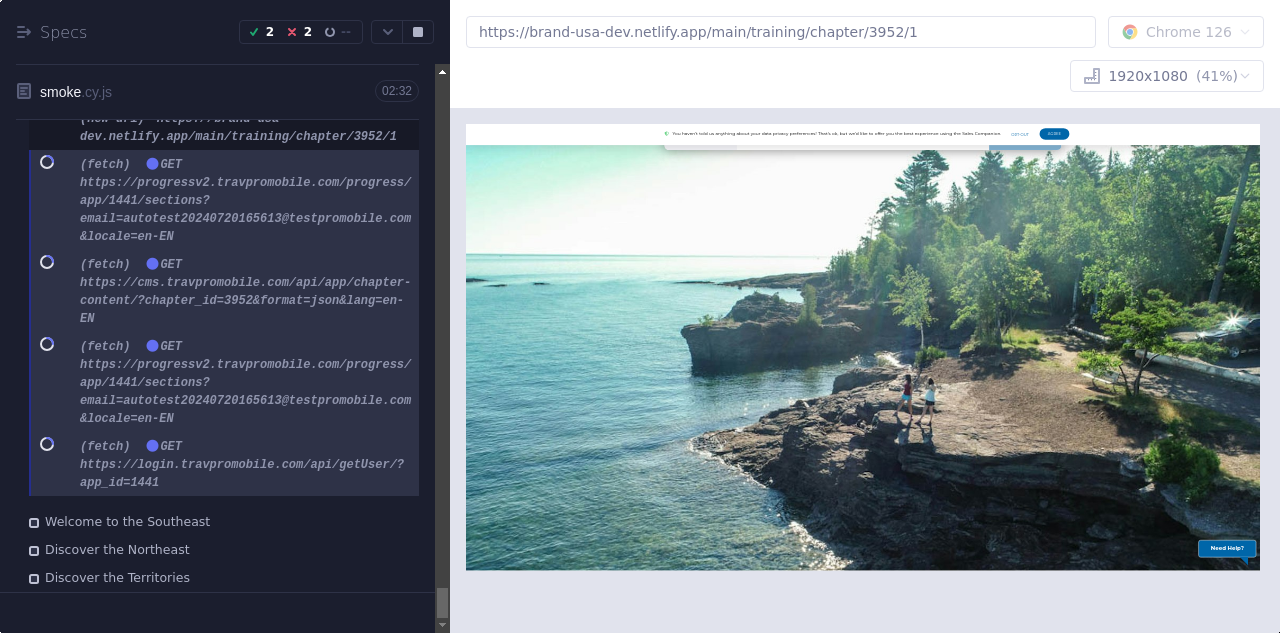 Specs
2
2
--
smoke.cy.js
02:32
(new url) https://brand-usa-
dev.netlify.app/main/training/chapter/3952/1
(fetch) GET
https://progressv2.travpromobile.com/progress/
app/1441/sections?
email=autotest20240720165613@testpromobile.com
&locale=en-EN
(fetch) GET
https://cms.travpromobile.com/api/app/chapter-
content/?chapter_id=3952&format=json&lang=en-
EN
(fetch) GET
https://progressv2.travpromobile.com/progress/
app/1441/sections?
email=autotest20240720165613@testpromobile.com
&locale=en-EN
(fetch) GET
https://login.travpromobile.com/api/getUser/?
app_id=1441
Welcome to the Southeast
Discover the Northeast
Discover the Territories
https://brand-usa-dev.netlify.app/main/training/chapter/3952/1
Chrome 126
1920x1080 (41%)
You haven't told us anything about your data privacy preferences! That's ok, but we'd like to offer you the best experience using the Sales Companion.
OPT-OUT
AGREE
Need Help?